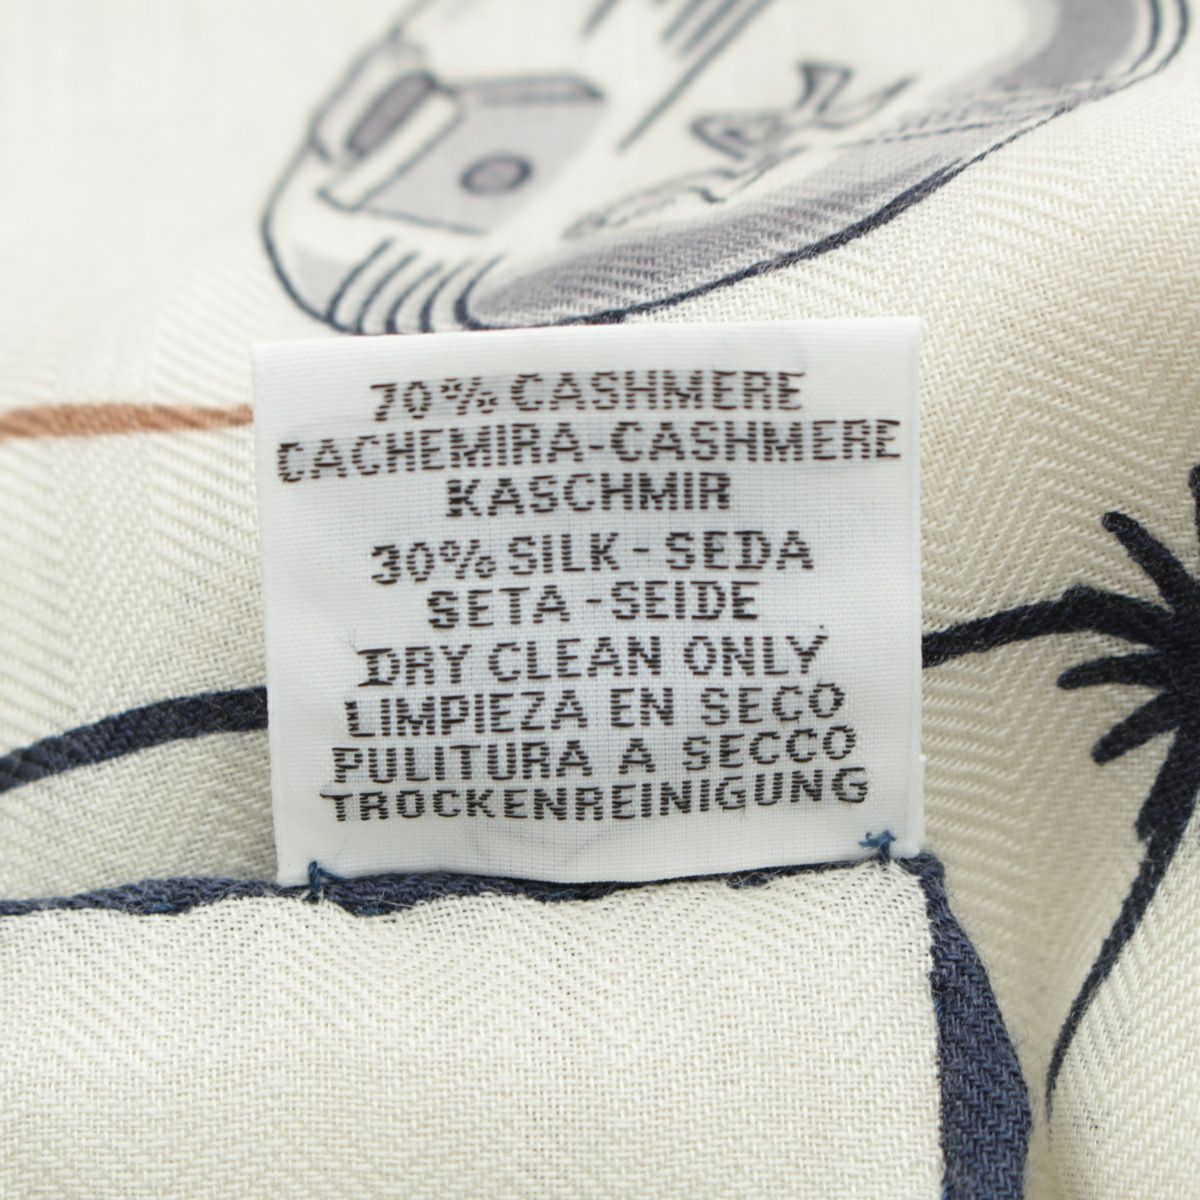 70% CASHMERE
CACHEMIRA-CASHMERE
KASCHMIR
30% SILK - SEDA
SETA - SEIDE
DRY CLEAN ONLY
LIMPIEZA EN SECO
PULITURA A SECCO
TROCKENREINIGUNG